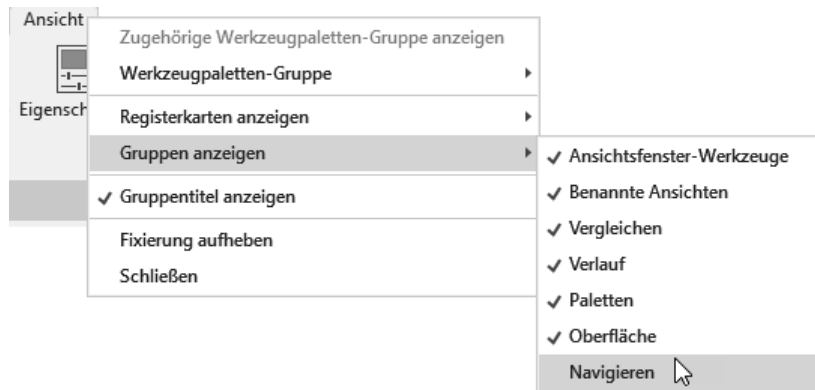 Ansicht
Eigensch
Zugehörige Werkzeugpaletten-Gruppe anzeigen
Werkzeugpaletten-Gruppe
Registerkarten anzeigen
Gruppen anzeigen
Gruppentitel anzeigen
Fixierung aufheben
Schließen
Ansichtsfenster-Werkzeuge
Benannte Ansichten
Vergleichen
Verlauf
Paletten
Oberfläche
Navigieren